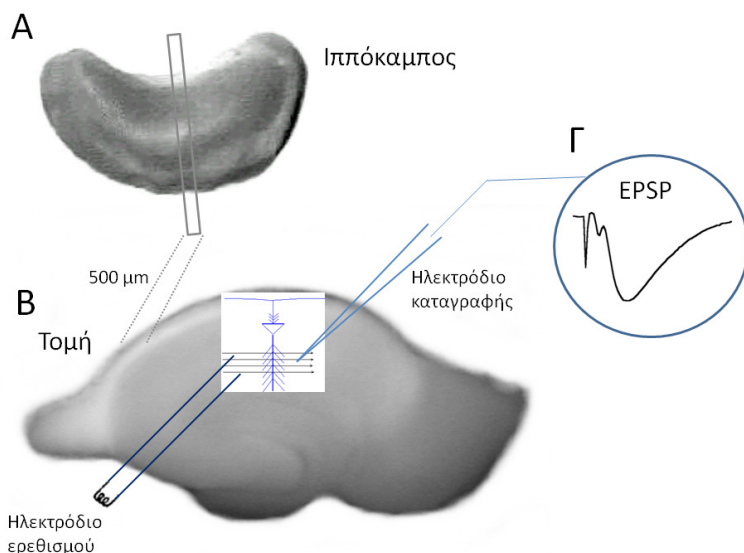 Α
Ιππόκαμπος
Γ
EPSP
500 μm
Ηλεκτρόδιο
καταγραφής
Β
Τομή
Ηλεκτρόδιο
ερεθισμού